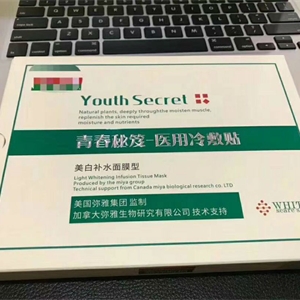 Youth Secret
Natural plants, deeply throughthe moisten muscle,
replenish the skin required
moisture and nutrients
青春秘笈-医用冷敷贴
美白补水面膜型
Light Whitening Infusion Tissue Mask
Produced by the miya group
Technical support from Canada miya biological research co. LTD
美国弥雅集团 监制
加拿大弥雅生物研究有限公司 技术支持